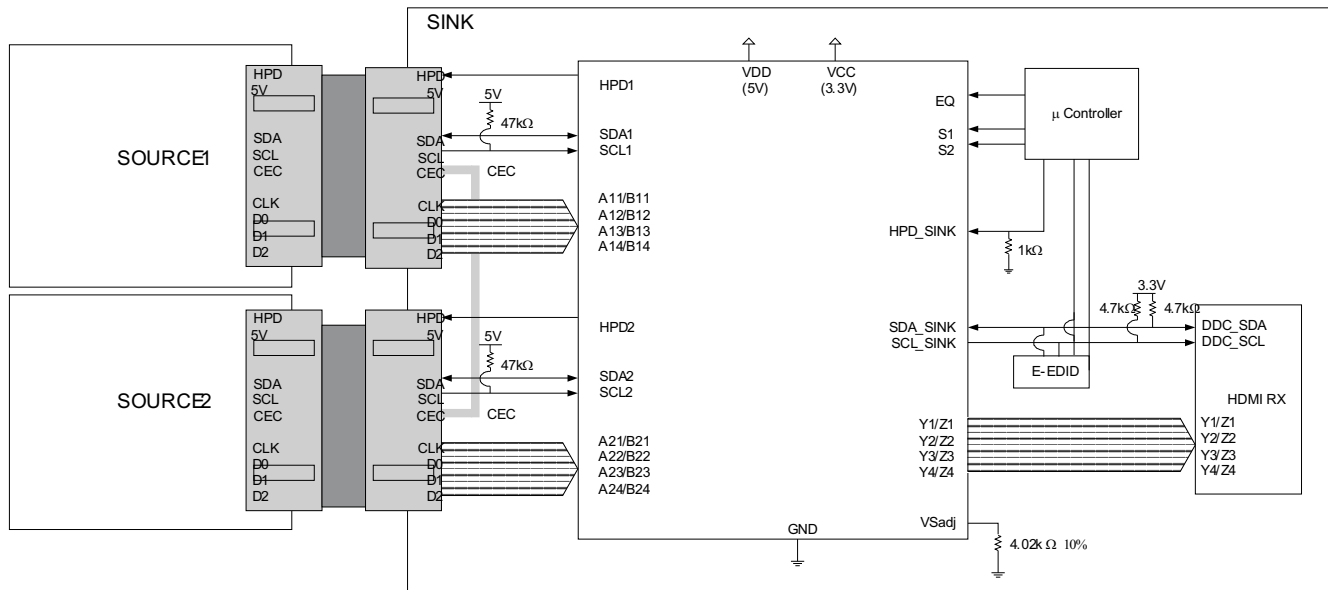 SINK
SOURCE1
HPD
5V
SDA
SCL
CEC
CLK
D0
D1
D2
HPD
5V
SDA
SCL
CEC
CLK
D0
D1
D2
5V
47kΩ
CEC
HPD1
SDA1
SCL1
A11/B11
A12/B12
A13/B13
A14/B14
VDD
(5V)
VCC
(3.3V)
EQ
S1
S2
μ Controller
HPD_SINK
1kΩ
SOURCE2
HPD
5V
SDA
SCL
CEC
CLK
D0
D1
D2
HPD
5V
SDA
SCL
CEC
CLK
D0
D1
D2
5V
47kΩ
CEC
HPD2
SDA2
SCL2
A21/B21
A22/B22
A23/B23
A24/B24
3.3V
4.7kΩ
4.7kΩ
SDA_SINK
SCL_SINK
DDC_SDA
DDC_SCL
E-EDID
HDMI RX
Y1/Z1
Y2/Z2
Y3/Z3
Y4/Z4
Y1/Z1
Y2/Z2
Y3/Z3
Y4/Z4
VSadj
4.02k Ω 10%
GND